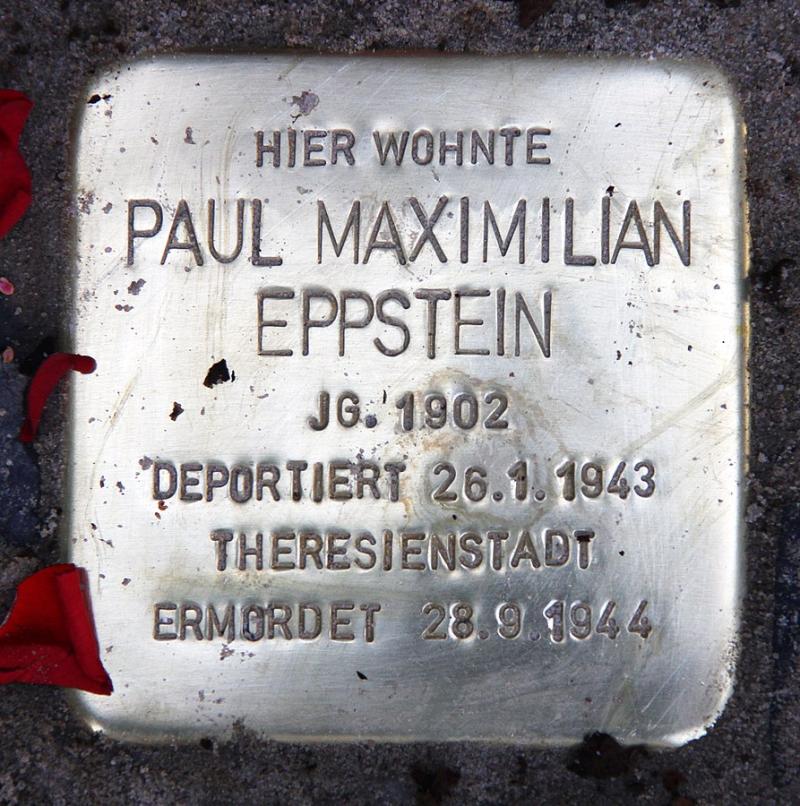 HIER WOHNTE
PAUL MAXIMILIAN
EPPSTEIN
JG. 1902
DEPORTIERT 26.1.1943
THERESIENSTADT
ERMORDET 28.9.1944